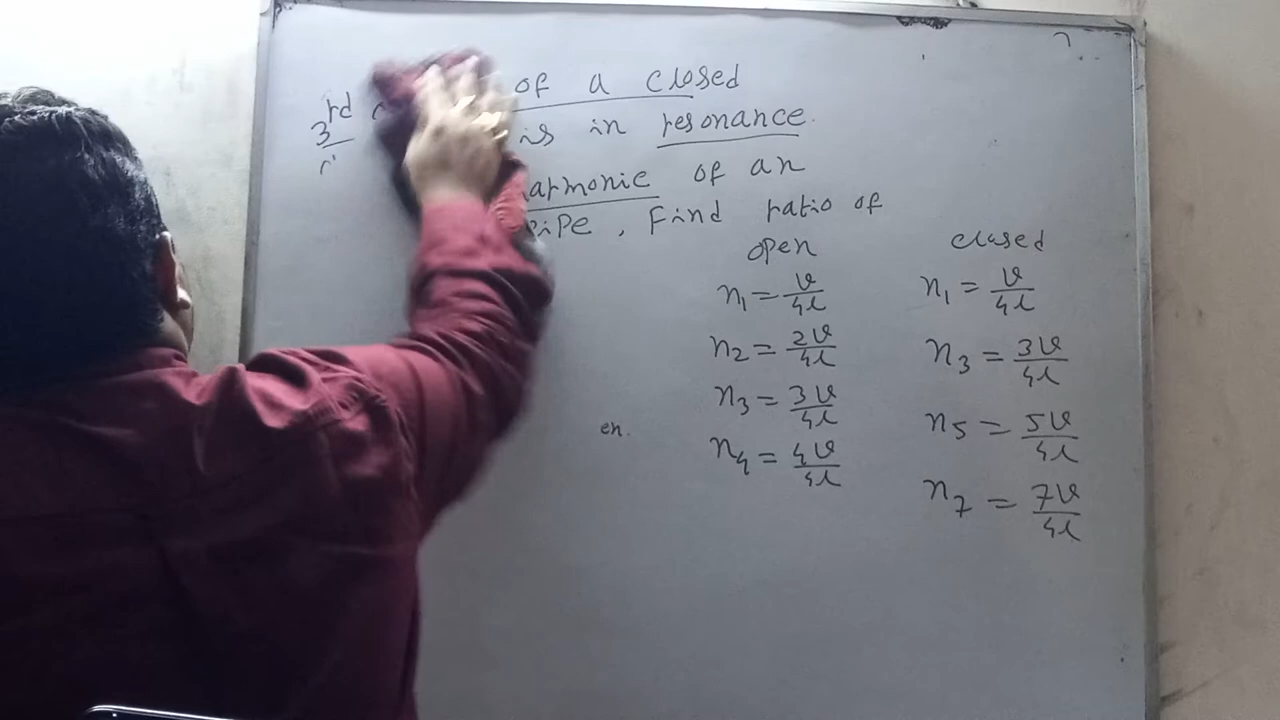 3rd of a closed
is in resonance.
armonic of an
pipe, Find ratio of
open
n1 = v/4l
n2 = 2v/4l
n3 = 3v/4l
n4 = 4v/4l
closed
n1 = v/4l
n3 = 3v/4l
n5 = 5v/4l
n7 = 7v/4l
en.